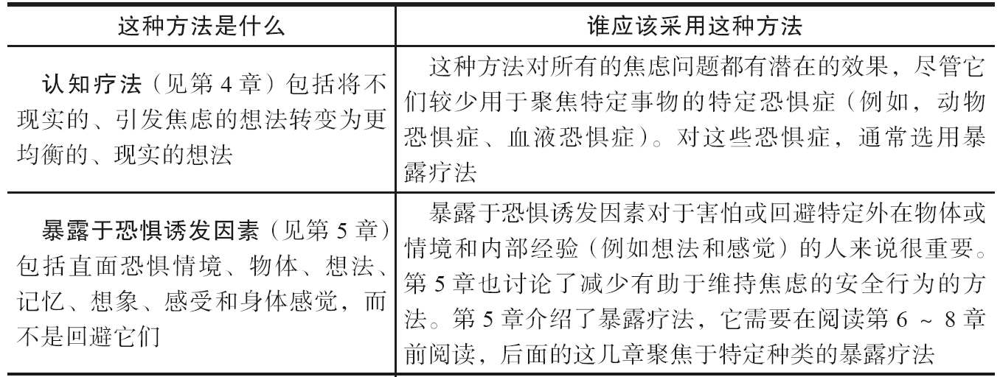 这种方法是什么
谁应该采用这种方法
认知疗法（见第 4 章）包括将不
现实的、引发焦虑的想法转变为更
均衡的、现实的想法
这种方法对所有的焦虑问题都有潜在的效果，尽管它
们较少用于聚焦特定事物的特定恐惧症（例如，动物
恐惧症、血液恐惧症）。对这些恐惧症，通常选用暴
露疗法
暴露于恐惧诱发因素（见第 5 章）
包括直面恐惧情境、物体、想法、
记忆、想象、感受和身体感觉，而
不是回避它们
暴露于恐惧诱发因素对于害怕或回避特定外在物体或
情境和内部经验（例如想法和感觉）的人来说很重要。
第 5 章也讨论了减少有助于维持焦虑的安全行为的方
法。第 5 章介绍了暴露疗法，它需要在阅读第 6 ~ 8 章
前阅读，后面的这几章聚焦于特定种类的暴露疗法